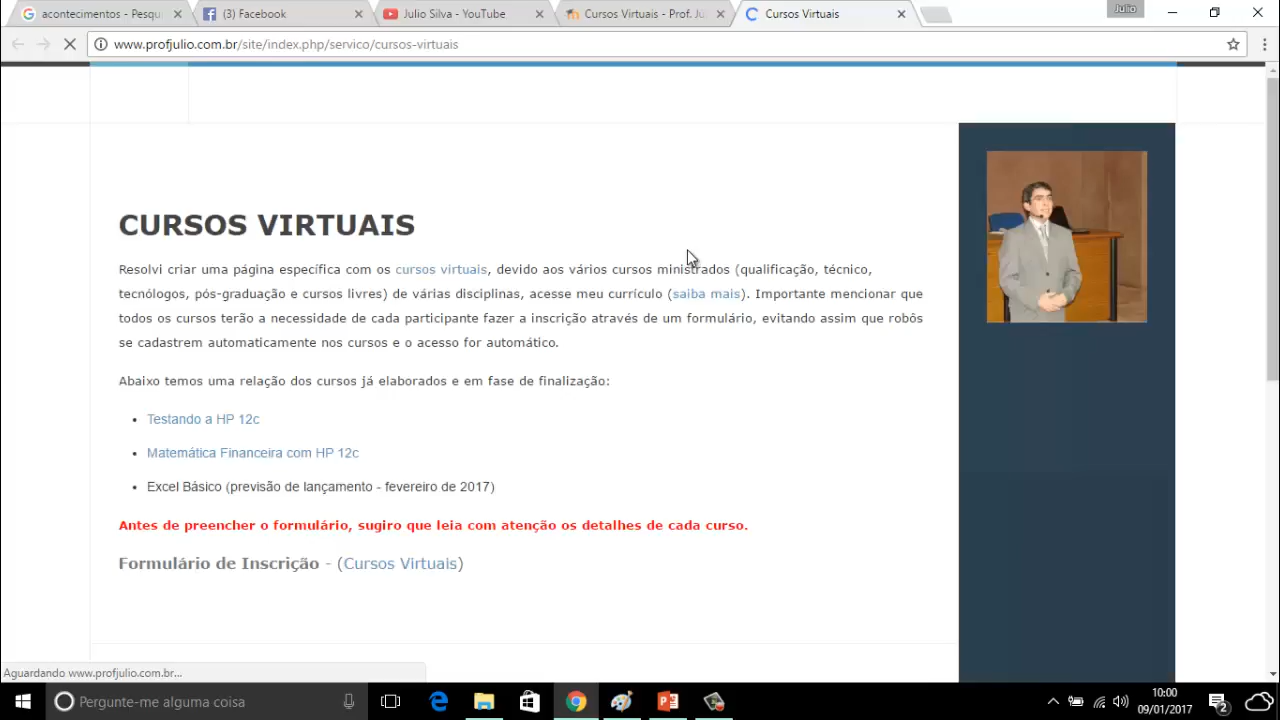 acontecimentos - Pesqu
(3) Facebook
Julio Silva - YouTube
Cursos Virtuais - Prof. Jú
Cursos Virtuais
Julio
www.profjulio.com.br/site/index.php/servico/cursos-virtuais
CURSOS VIRTUAIS
Resolvi criar uma página específica com os cursos virtuais, devido aos vários cursos ministrados (qualificação, técnico,
tecnólogos, pós-graduação e cursos livres) de várias disciplinas, acesse meu currículo (saiba mais). Importante mencionar que
todos os cursos terão a necessidade de cada participante fazer a inscrição através de um formulário, evitando assim que robôs
se cadastrem automaticamente nos cursos e o acesso for automático.
Abaixo temos uma relação dos cursos já elaborados e em fase de finalização:
• Testando a HP 12c
• Matemática Financeira com HP 12c
• Excel Básico (previsão de lançamento - fevereiro de 2017)
Antes de preencher o formulário, sugiro que leia com atenção os detalhes de cada curso.
Formulário de Inscrição - (Cursos Virtuais)
Aguardando www.profjulio.com.br...
Pergunte-me alguma coisa
10:00
09/01/2017
2